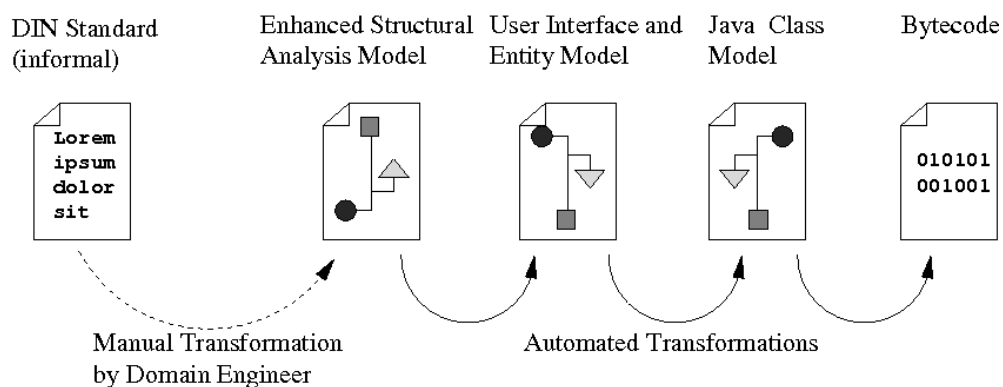 DIN Standard
(informal)
Enhanced Structural
Analysis Model
User Interface and
Entity Model
Java Class
Model
Bytecode
Lorem
ipsum
dolor
sit
010101
001001
Manual Transformation
by Domain Engineer
Automated Transformations